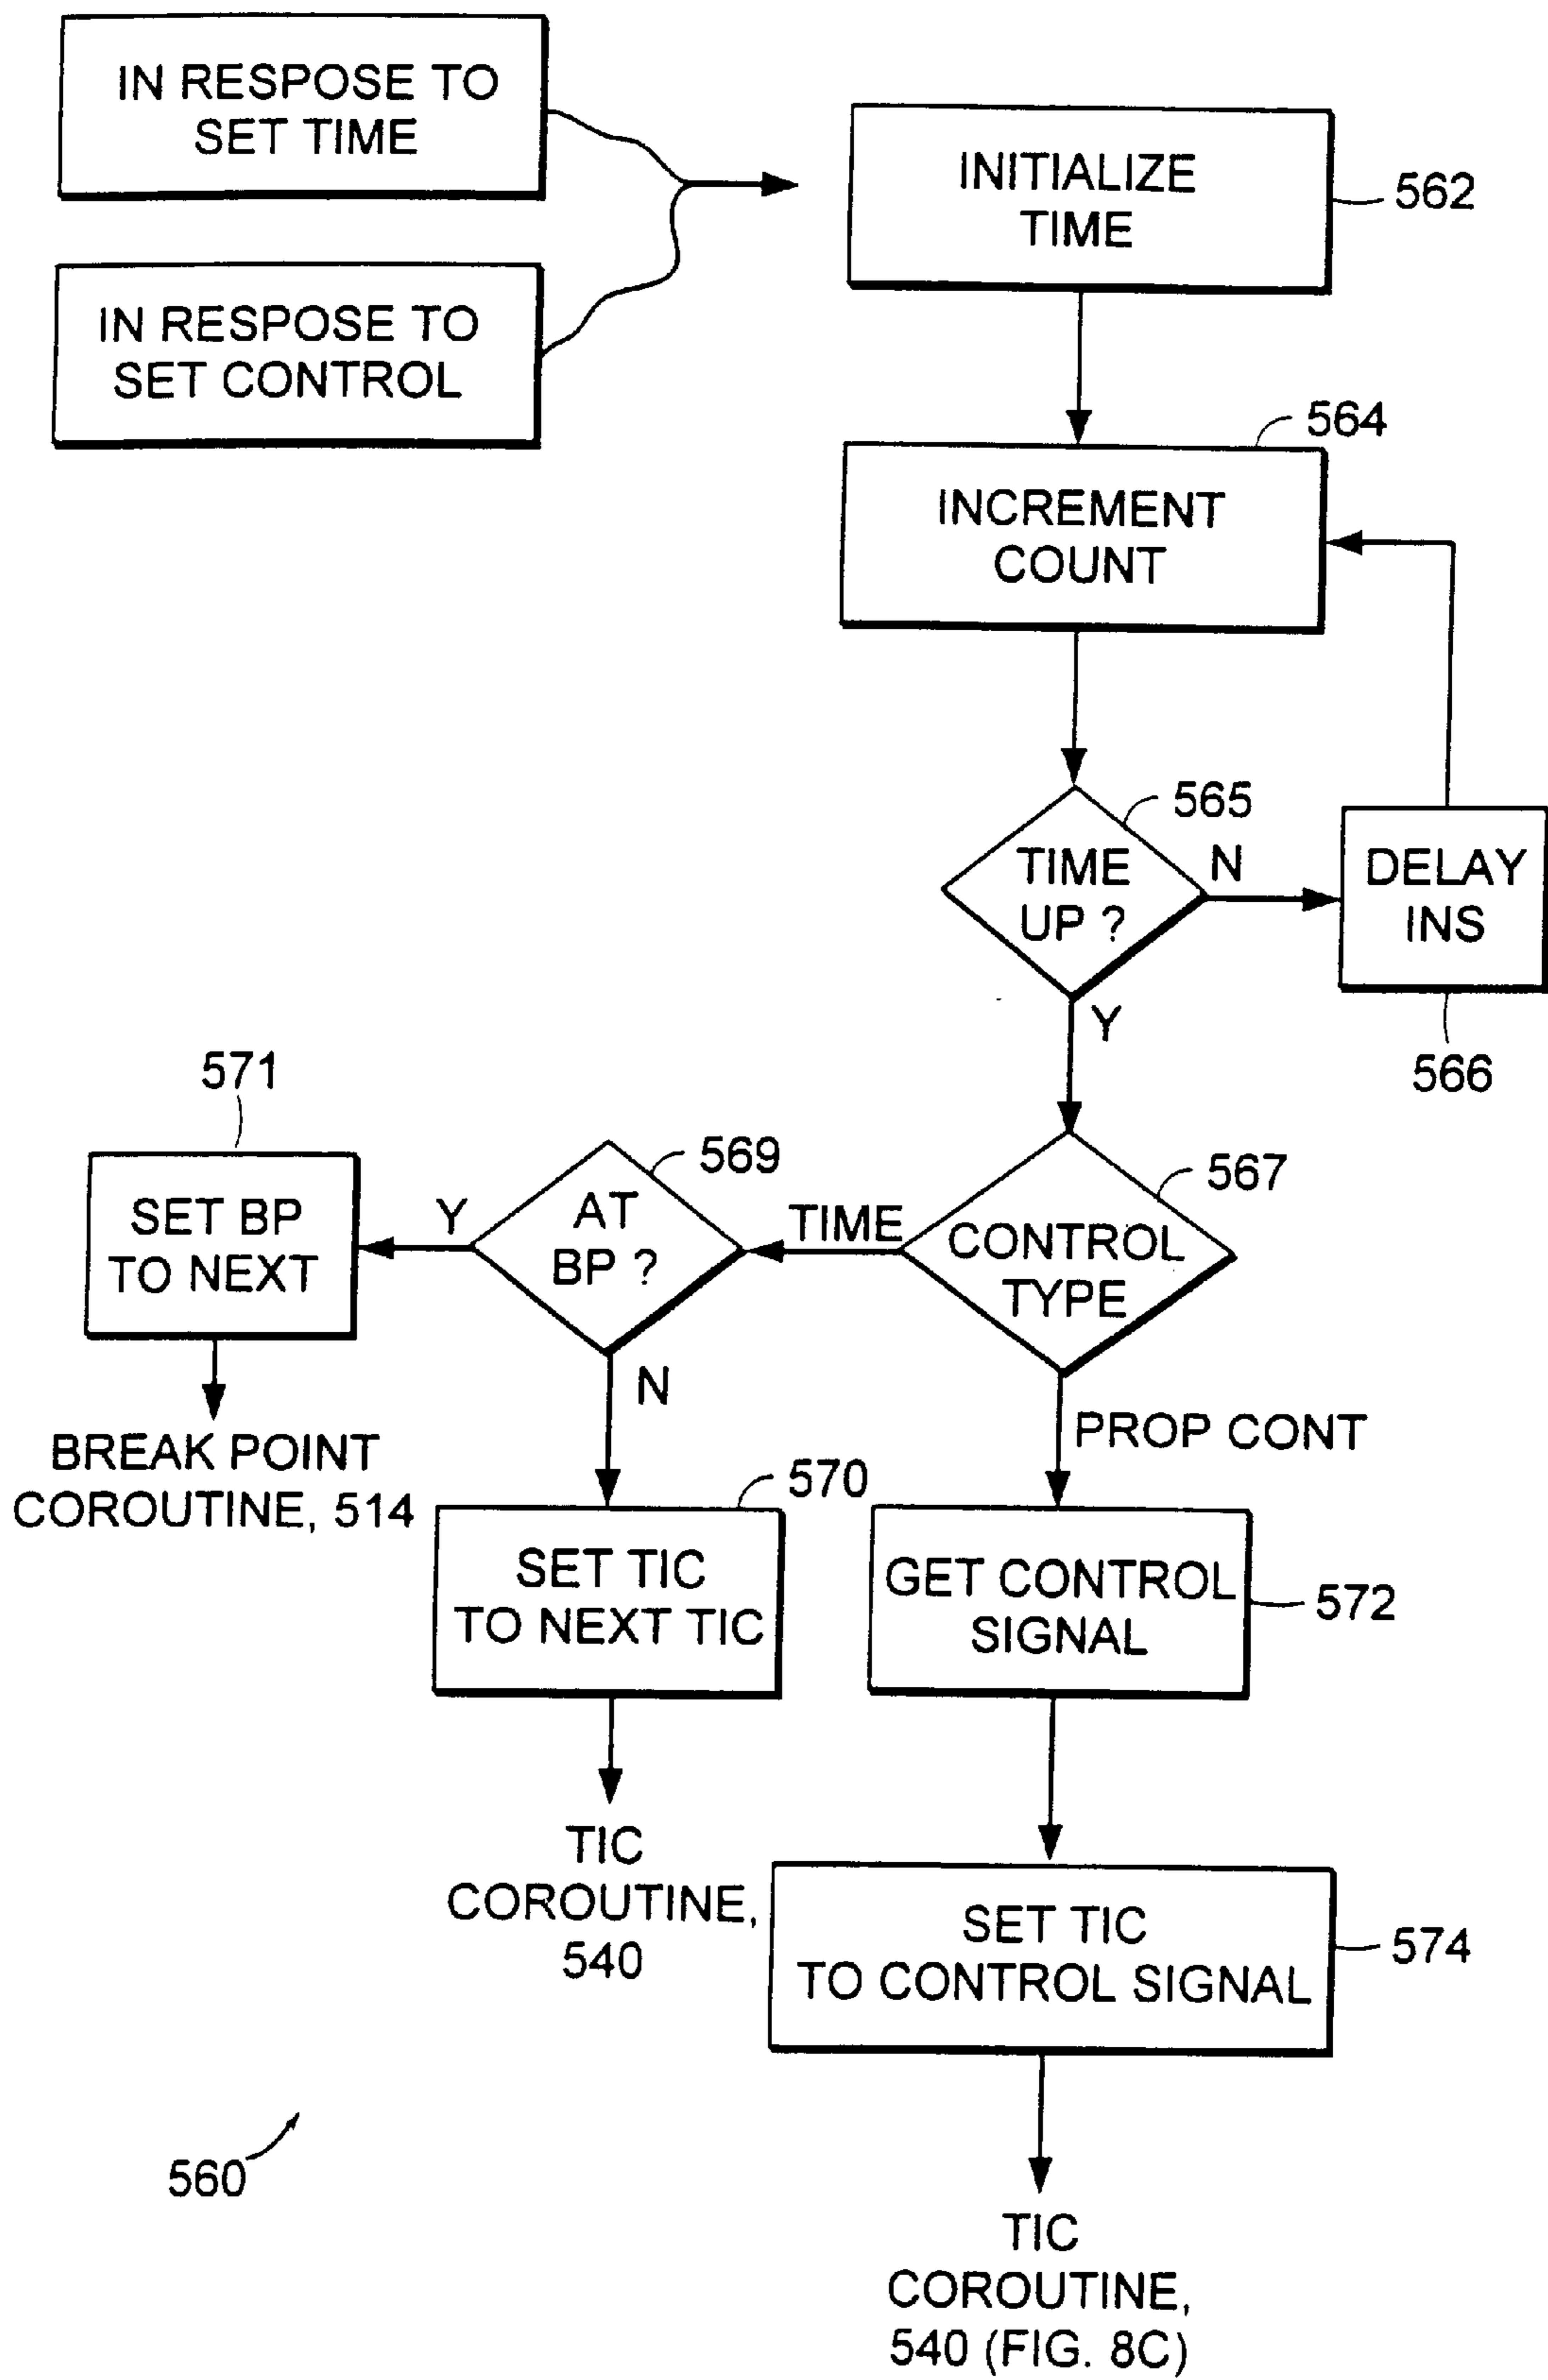 IN RESPOSE TO
SET TIME
INITIALIZE
TIME
562
IN RESPOSE TO
SET CONTROL
564
INCREMENT
COUNT
565
TIME
UP ?
N
DELAY
INS
566
Y
571
569
567
SET BP
TO NEXT
Y
AT
BP ?
TIME
CONTROL
TYPE
N
PROP CONT
BREAK POINT
COROUTINE, 514
570
SET TIC
TO NEXT TIC
GET CONTROL
SIGNAL
572
TIC
COROUTINE,
540
SET TIC
TO CONTROL SIGNAL
574
560
TIC
COROUTINE,
540 (FIG. 8C)